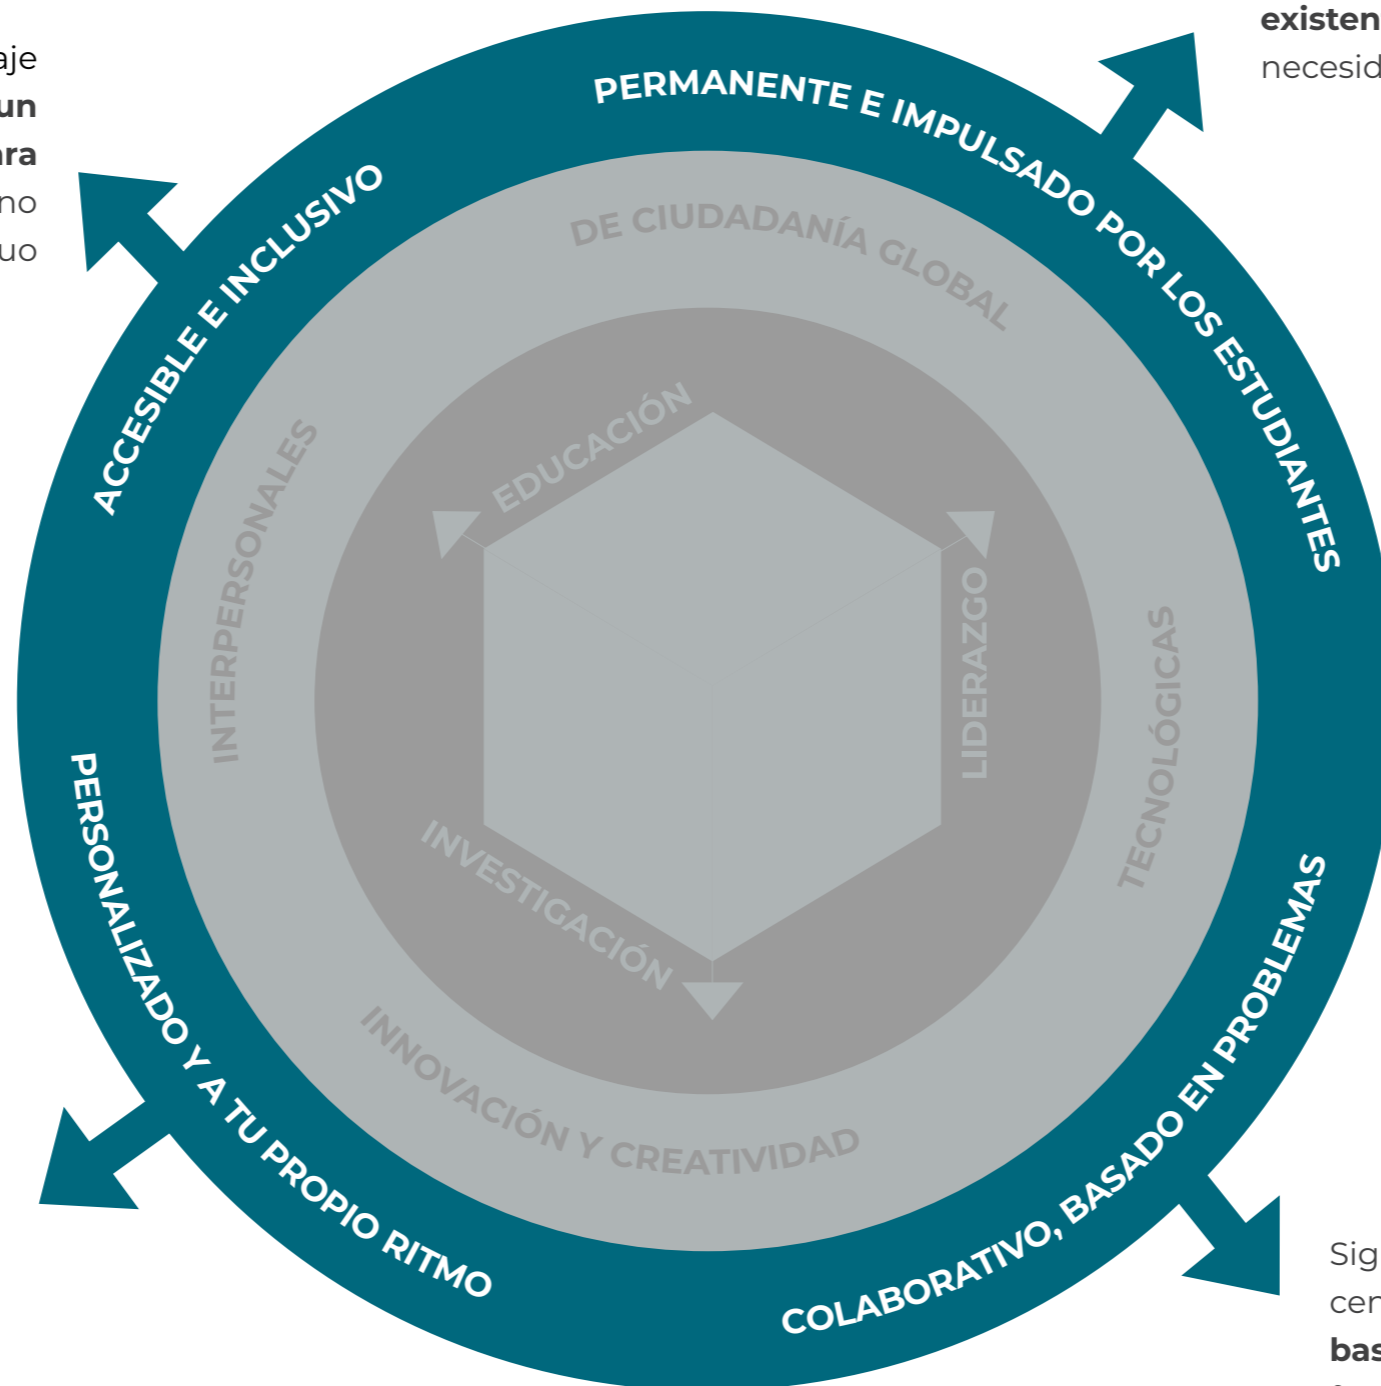 existen
necesid
aje
un
ara
no
uo
PERMANENTE E IMPULSADO POR LOS ESTUDIANTES
ACCESIBLE E INCLUSIVO
DE CIUDADANÍA GLOBAL
INTERPERSONALES
EDUCACIÓN
LIDERAZGO
TECNOLÓGICAS
INVESTIGACIÓN
INNOVACIÓN Y CREATIVIDAD
PERSONALIZADO Y A TU PROPIO RITMO
COLABORATIVO, BASADO EN PROBLEMAS
Sig
cen
bas